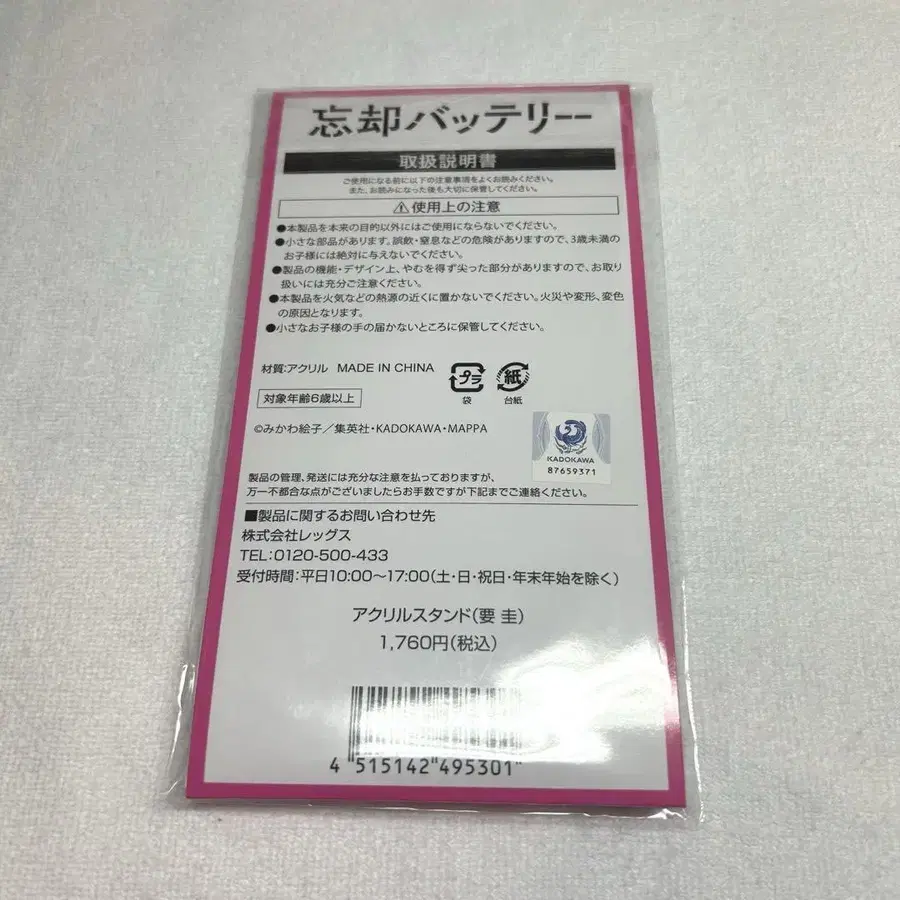 忘却バッテリー
取扱説明書
ご使用になる前に以下の注意事項をよくお読みください。
また、お読みになった後も大切に保管してください。
⚠使用上の注意
●本製品を本来の目的以外にはご使用にならないでください。
●小さな部品があります。誤飲・窒息などの危険がありますので、3歳未満の
お子様には絶対に与えないでください。
●製品の機能・デザイン上、やむを得ず尖った部分がありますので、お取り
扱いには充分ご注意ください。
●本製品を火気などの熱源の近くに置かないでください。火災や変形、変色
の原因となります。
●小さなお子様の手の届かないところに保管してください。
材質:アクリル MADE IN CHINA
プラ
袋
紙
台紙
対象年齢6歳以上
©みかわ絵子/集英社・KADOKAWA・MAPPA
KADOKAWA
87659371
製品の管理、発送には充分な注意を払っておりますが、
万一不都合な点がございましたらお手数ですが下記までご連絡ください。
■製品に関するお問い合わせ先
株式会社レッグス
TEL:0120-500-433
受付時間:平日10:00〜17:00(土・日・祝日・年末年始を除く)
アクリルスタンド(要 圭)
1,760円(税込)
4 515142 495301